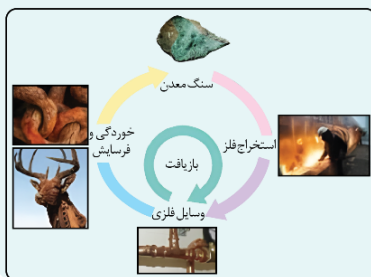 سنگ معدن
استخراج فلز
خوردگی و
فرسایش
بازیافت
وسایل فلزی